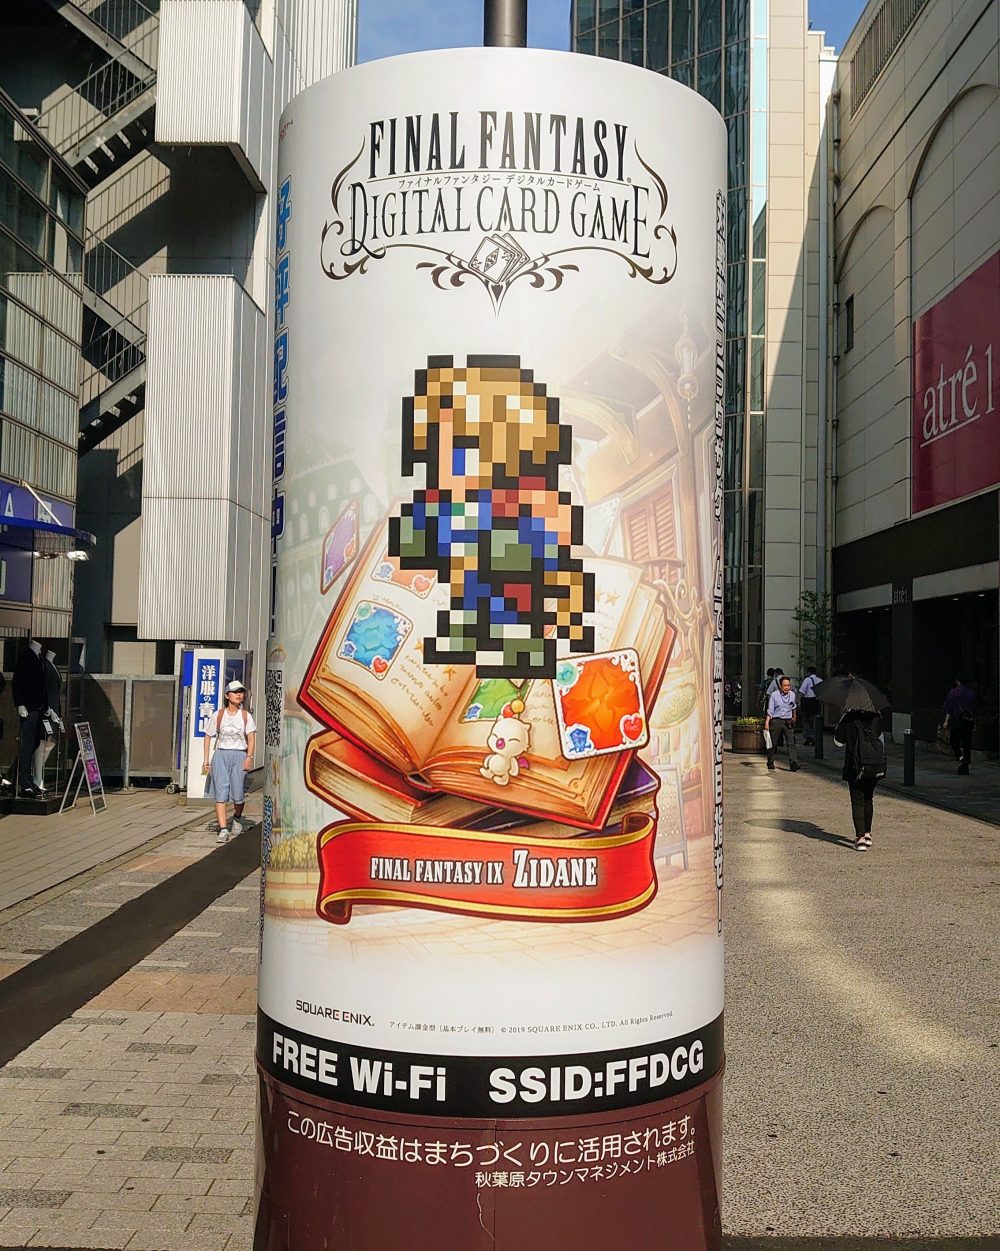 FINAL FANTASY®
ファイナルファンタジー デジタルカードゲーム
DIGITAL CARD GAME
atré1
洋服の青山
FINAL FANTASY IX ZIDANE
SQUARE ENIX®
アイテム課金型（基本プレイ無料） © 2019 SQUARE ENIX CO., LTD. All Rights Reserved.
FREE Wi-Fi SSID:FFDCG
この広告収益はまちづくりに活用されます。
秋葉原タウンマネジメント株式会社